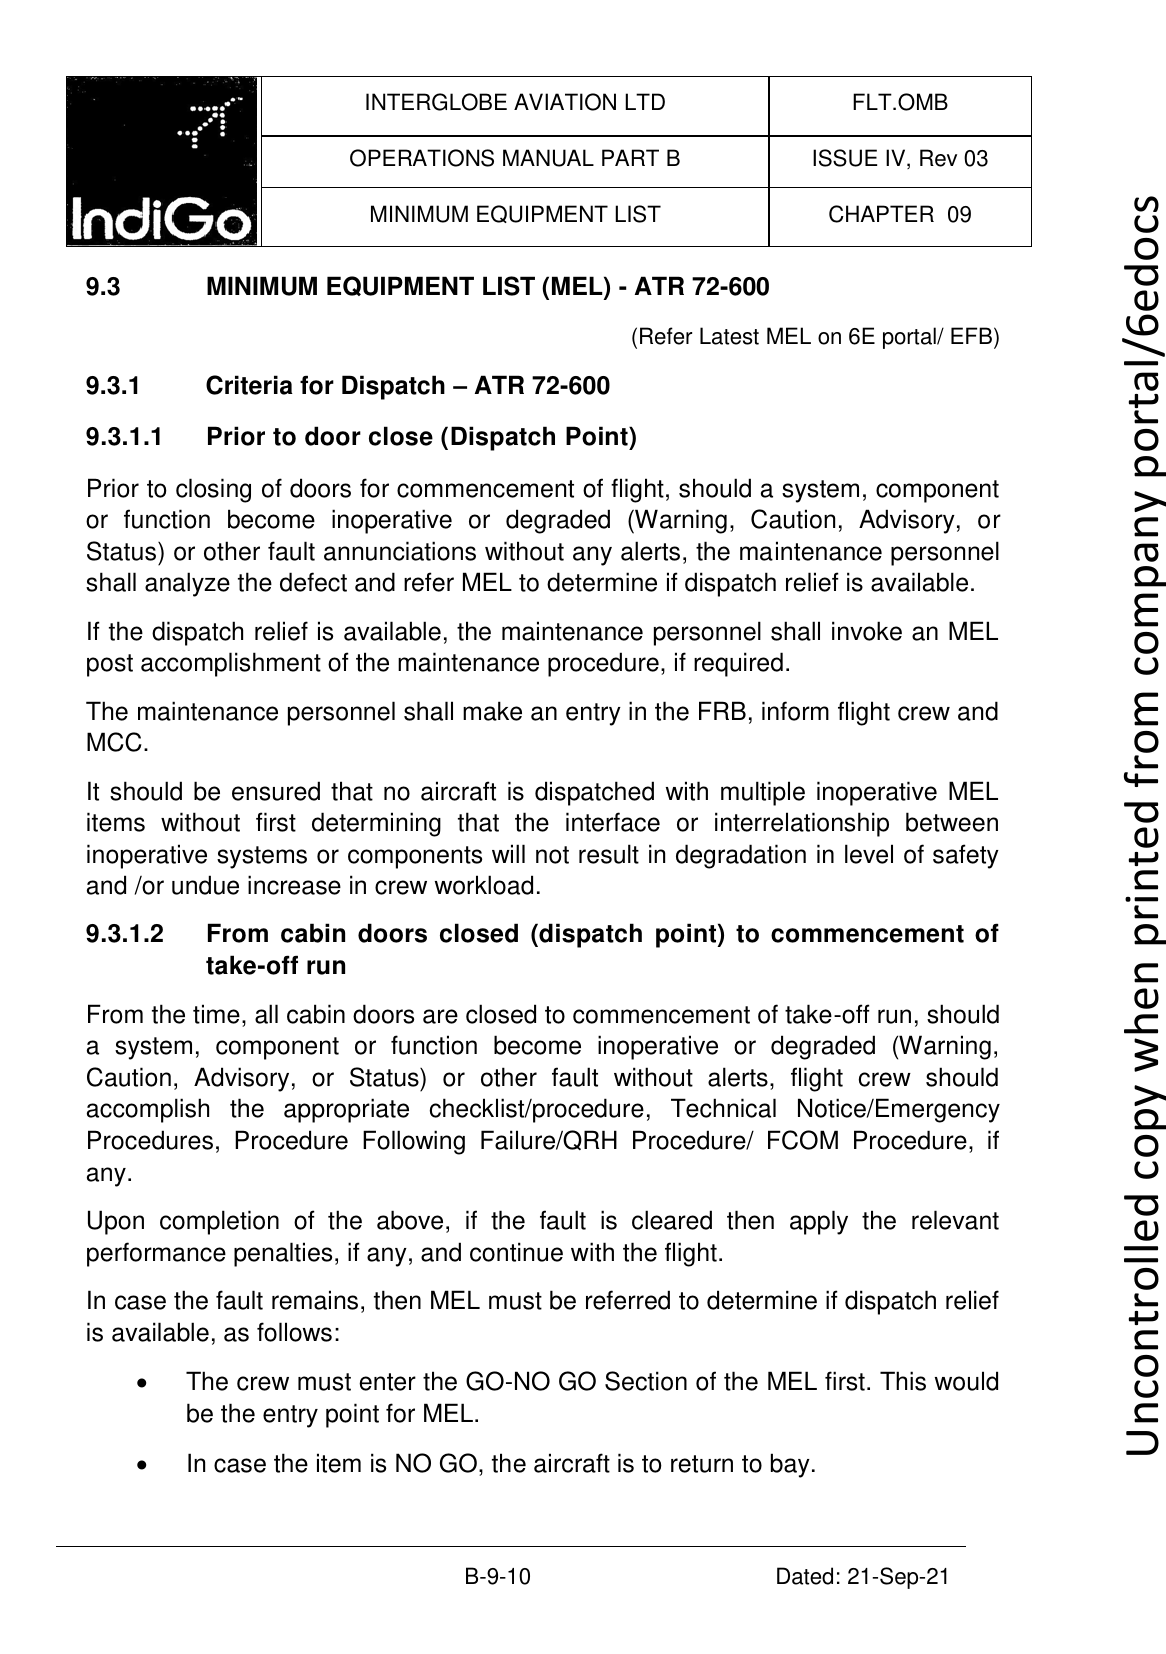 IndiGo
INTERGLOBE AVIATION LTD
FLT.OMB
OPERATIONS MANUAL PART B
ISSUE IV, Rev 03
MINIMUM EQUIPMENT LIST
CHAPTER 09
9.3 MINIMUM EQUIPMENT LIST (MEL) - ATR 72-600
(Refer Latest MEL on 6E portal/ EFB)
9.3.1 Criteria for Dispatch – ATR 72-600
9.3.1.1 Prior to door close (Dispatch Point)
Prior to closing of doors for commencement of flight, should a system, component
or function become inoperative or degraded (Warning, Caution, Advisory, or
Status) or other fault annunciations without any alerts, the maintenance personnel
shall analyze the defect and refer MEL to determine if dispatch relief is available.
If the dispatch relief is available, the maintenance personnel shall invoke an MEL
post accomplishment of the maintenance procedure, if required.
The maintenance personnel shall make an entry in the FRB, inform flight crew and
MCC.
It should be ensured that no aircraft is dispatched with multiple inoperative MEL
items without first determining that the interface or interrelationship between
inoperative systems or components will not result in degradation in level of safety
and /or undue increase in crew workload.
9.3.1.2 From cabin doors closed (dispatch point) to commencement of
take-off run
From the time, all cabin doors are closed to commencement of take-off run, should
a system, component or function become inoperative or degraded (Warning,
Caution, Advisory, or Status) or other fault without alerts, flight crew should
accomplish the appropriate checklist/procedure, Technical Notice/Emergency
Procedures, Procedure Following Failure/QRH Procedure/ FCOM Procedure, if
any.
Upon completion of the above, if the fault is cleared then apply the relevant
performance penalties, if any, and continue with the flight.
In case the fault remains, then MEL must be referred to determine if dispatch relief
is available, as follows:
• The crew must enter the GO-NO GO Section of the MEL first. This would
be the entry point for MEL.
• In case the item is NO GO, the aircraft is to return to bay.
B-9-10
Dated: 21-Sep-21
Uncontrolled copy when printed from company portal/6edocs